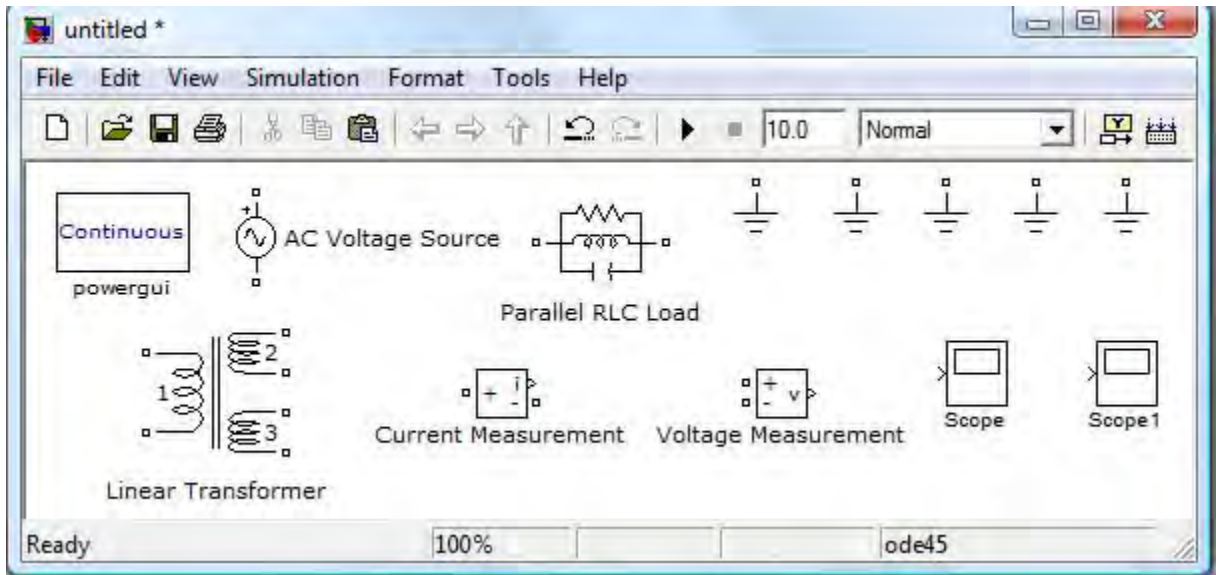 untitled *
File Edit View Simulation Format Tools Help
10.0 Normal
Continuous
powergui
AC Voltage Source
Parallel RLC Load
1
2
3
Linear Transformer
+ i -
Current Measurement
+ - v
Voltage Measurement
Scope
Scope1
Ready 100% ode45